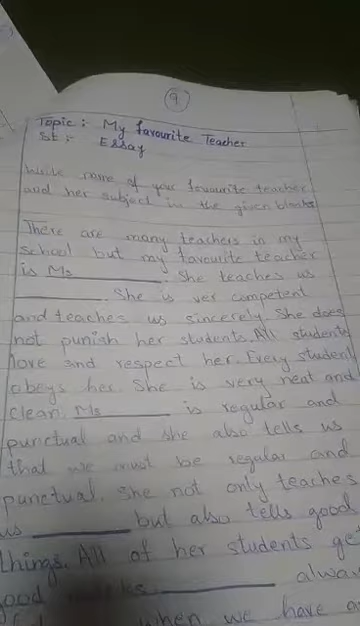 9
Topic: My favourite Teacher
St:- Essay
Write name of your favourite teacher
and her subject in the given blanks
There are many teachers in my
school but my favourite teacher
is Ms ________. She teaches us
________. She is ver competent
and teaches us sincerely. She does
not punish her students. All students
love and respect her. Every student
obeys her. She is very neat and
clean. Ms ________ is regular and
punctual and she also tells us
that we must be regular and
punctual. She not only teaches
us ________ but also tells good
things. All of her students get
good ________ alway
when we have a